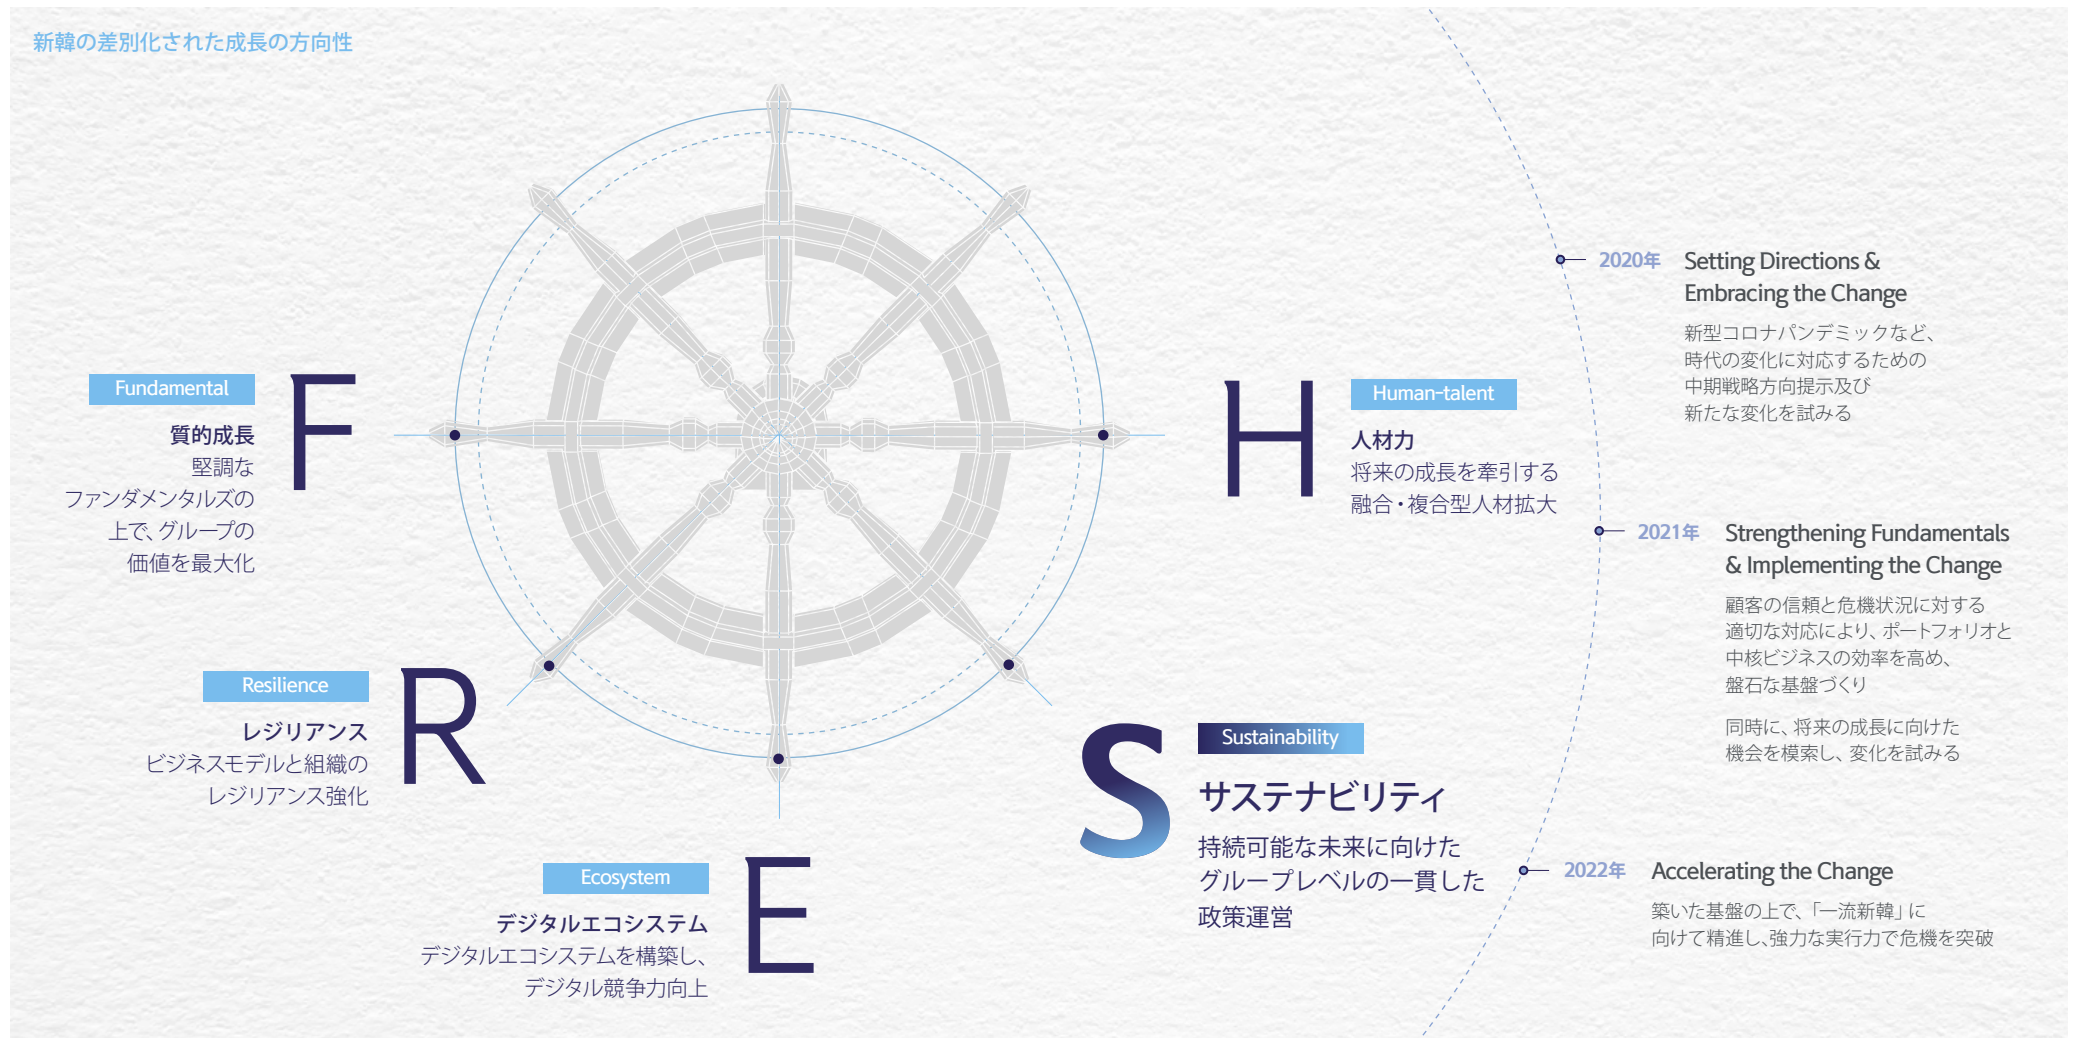 新韓の差別化された成長の方向性
Fundamental
F
質的成長
堅調な
ファンダメンタルズの
上で、グループの
価値を最大化
Resilience
R
レジリアンス
ビジネスモデルと組織の
レジリアンス強化
Ecosystem
E
デジタルエコシステム
デジタルエコシステムを構築し、
デジタル競争力向上
S
Sustainability
サステナビリティ
持続可能な未来に向けた
グループレベルの一貫した
政策運営
H
Human-talent
人材力
将来の成長を牽引する
融合・複合型人材拡大
2020年
Setting Directions &
Embracing the Change
新型コロナパンデミックなど、
時代の変化に対応するための
中期戦略方向提示及び
新たな変化を試みる
2021年
Strengthening Fundamentals
& Implementing the Change
顧客の信頼と危機状況に対する
適切な対応により、ポートフォリオと
中核ビジネスの効率を高め、
盤石な基盤づくり
同時に、将来の成長に向けた
機会を模索し、変化を試みる
2022年
Accelerating the Change
築いた基盤の上で、「一流新韓」に
向けて精進し、強力な実行力で危機を突破